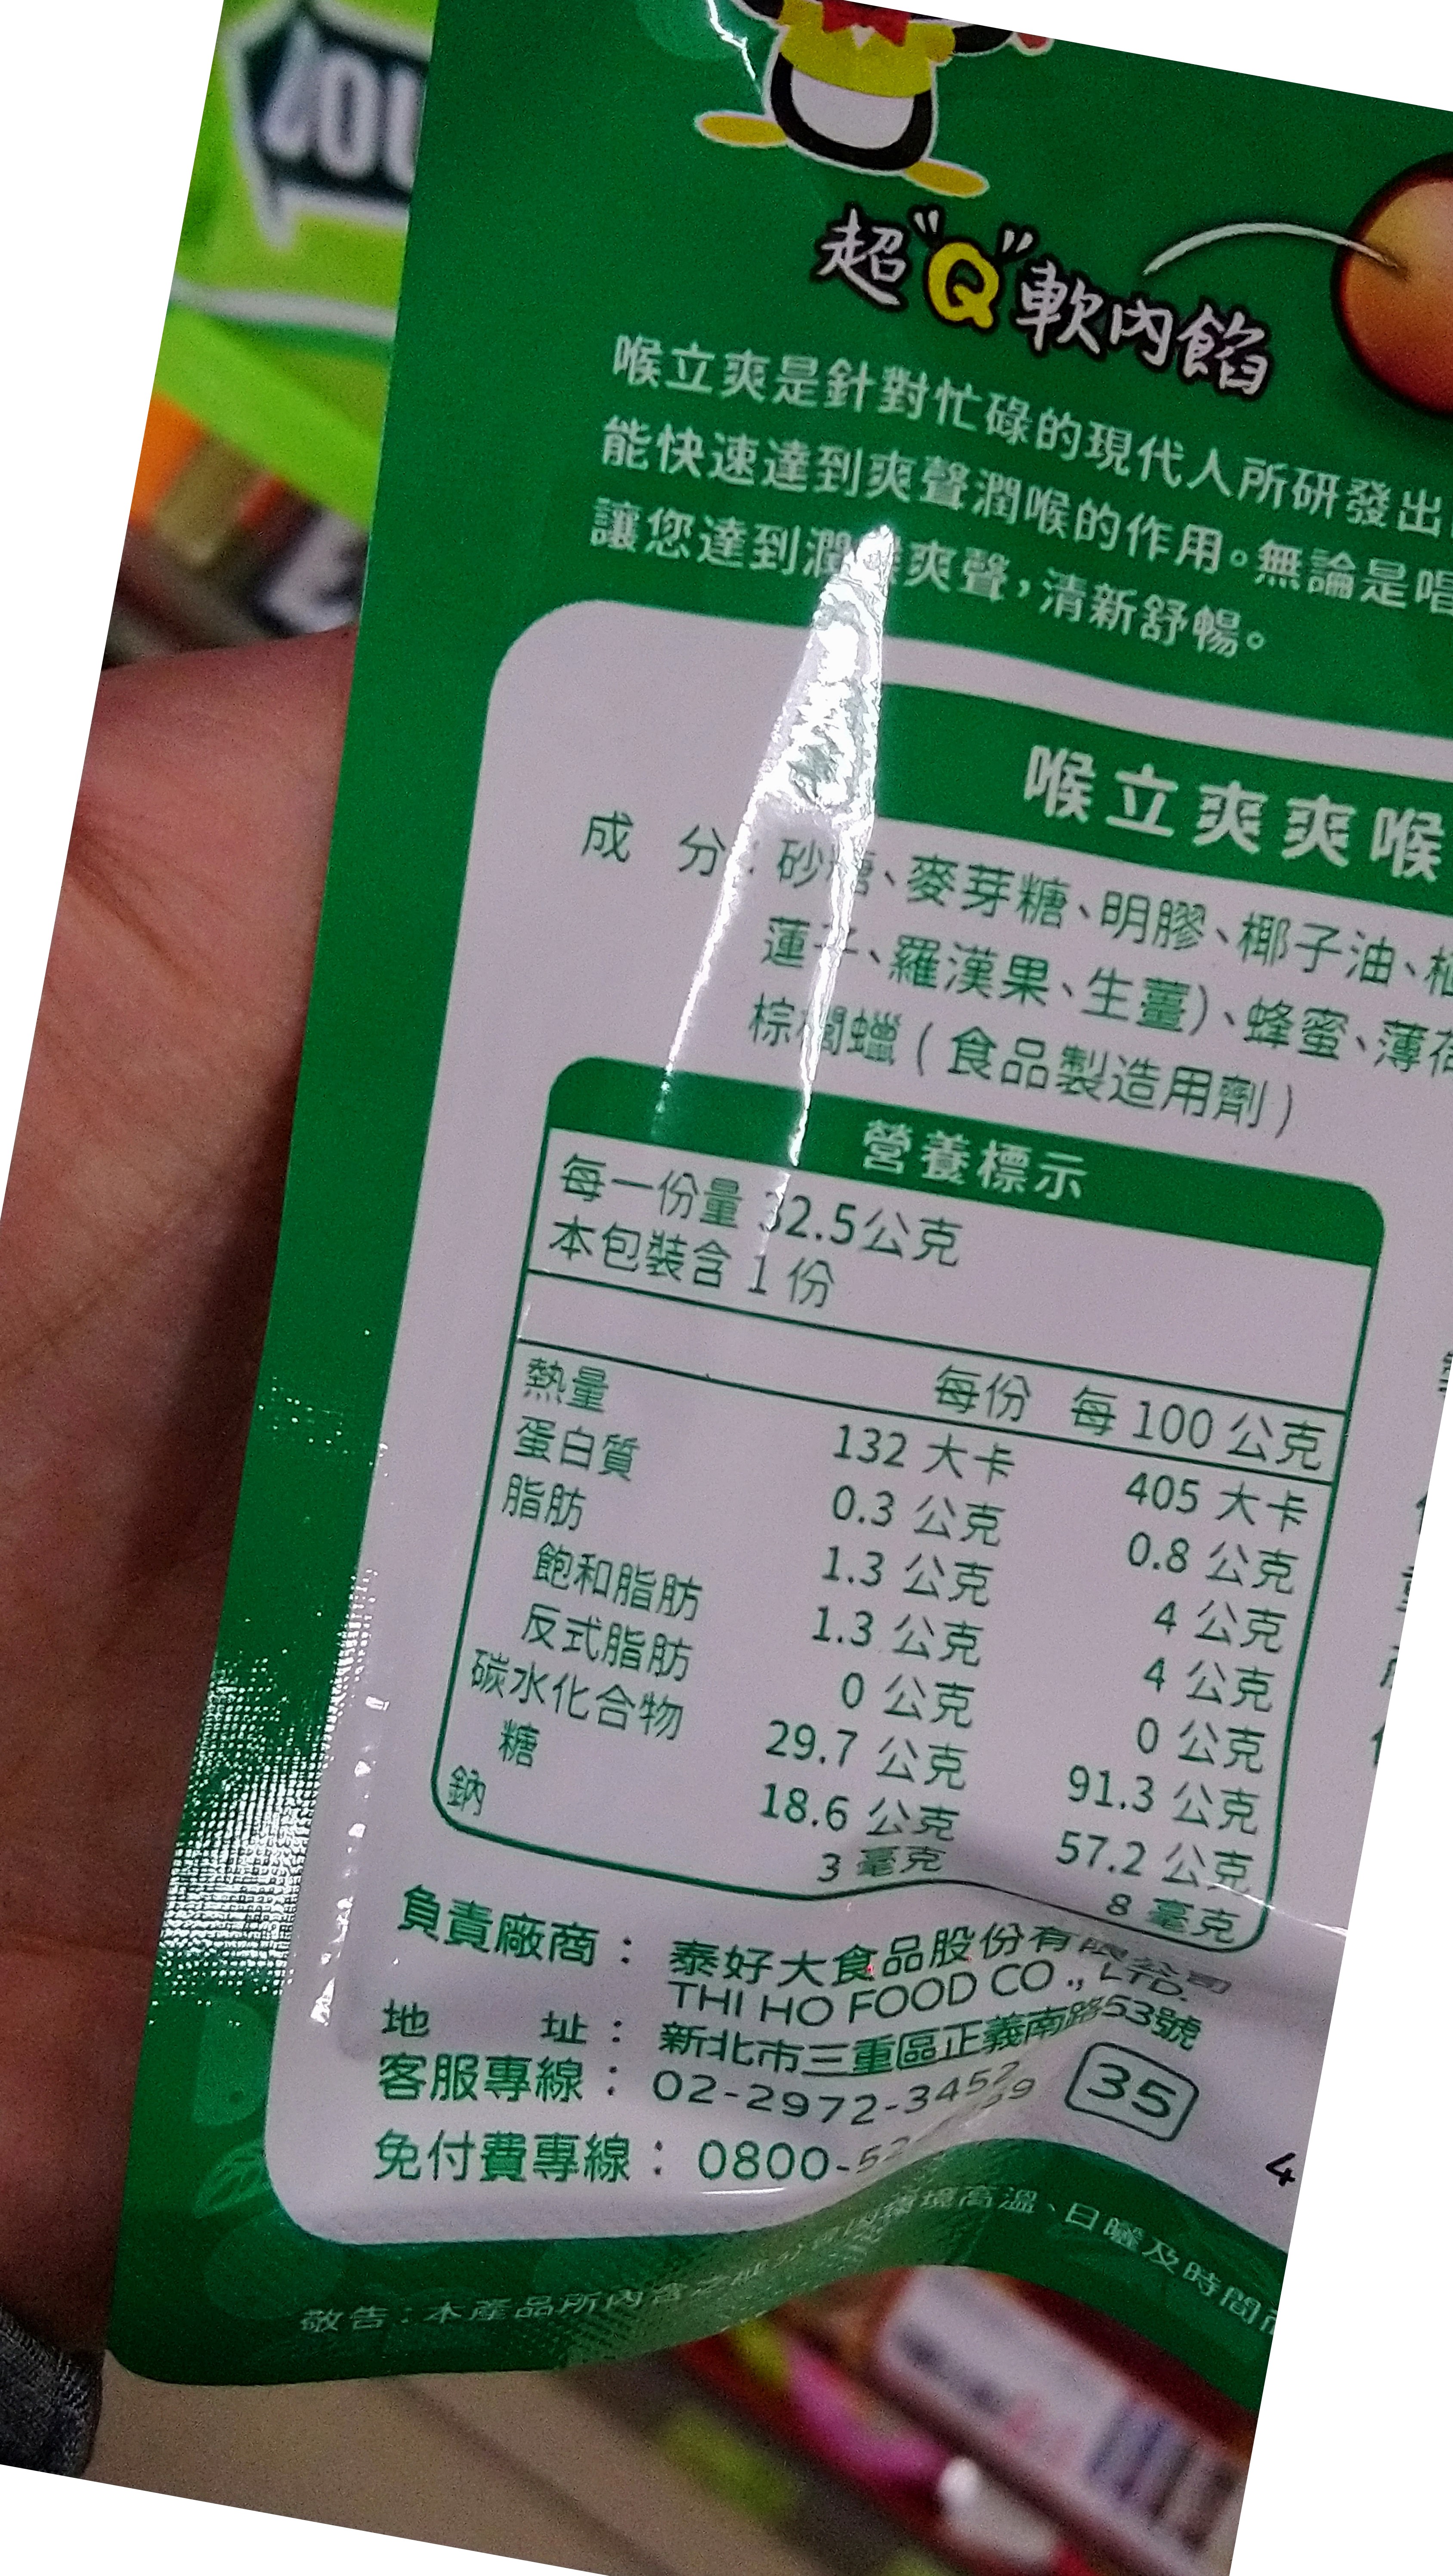 JOU
超"Q"軟內餡
喉立爽是針對忙碌的現代人所研發出
能快速達到爽聲潤喉的作用。無論是唱
讓您達到潤喉爽聲,清新舒暢。
喉立爽爽喉
成 分:砂糖、麥芽糖、明膠、椰子油、
蓮子、羅漢果、生薑)、蜂蜜、薄荷
棕櫚蠟(食品製造用劑)
營養標示
每一份量 32.5公克
本包裝含 1 份
每份 每 100 公克
熱量 132 大卡 405 大卡
蛋白質 0.3 公克 0.8 公克
脂肪 1.3 公克 4 公克
飽和脂肪 1.3 公克 4 公克
反式脂肪 0 公克 0 公克
碳水化合物 29.7 公克 91.3 公克
糖 18.6 公克 57.2 公克
鈉 3 毫克 8 毫克
負責廠商: 泰好大食品股份有限公司
THI HO FOOD CO., LTD.
地 址: 新北市三重區正義南路53號
客服專線: 02-2972-3452
免付費專線: 0800-52
35
4
敬告:本產品所內含之 環境高溫、日曬及時間